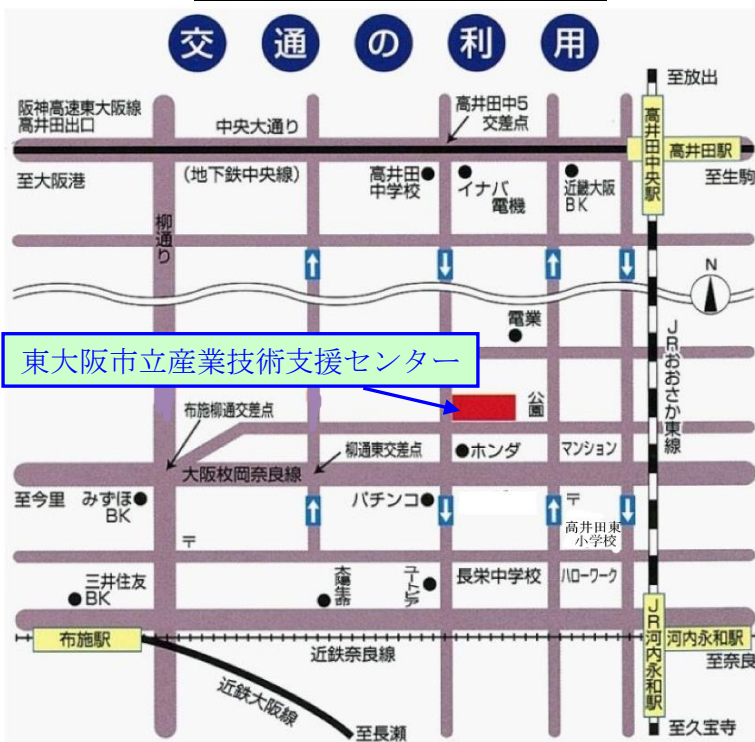 交通の利用
至放出
阪神高速東大阪線
高井田出口
中央大通り
高井田中5
交差点
高井田中央駅
高井田駅
至大阪港
(地下鉄中央線)
高井田
中学校
イナバ
電機
近畿大阪
BK
至生駒
柳通り
N
電業
JRおおさか東線
東大阪市立産業技術支援センター
公園
布施柳通交差点
柳通東交差点
ホンダ
マンション
大阪枚岡奈良線
至今里
みずほ
BK
パチンコ
〒
高井田東
小学校
〒
三井住友
BK
太陽生命
ユートピア
長栄中学校
ハローワーク
布施駅
近鉄奈良線
JR河内永和駅
河内永和駅
至奈良
近鉄大阪線
至長瀬
至久宝寺